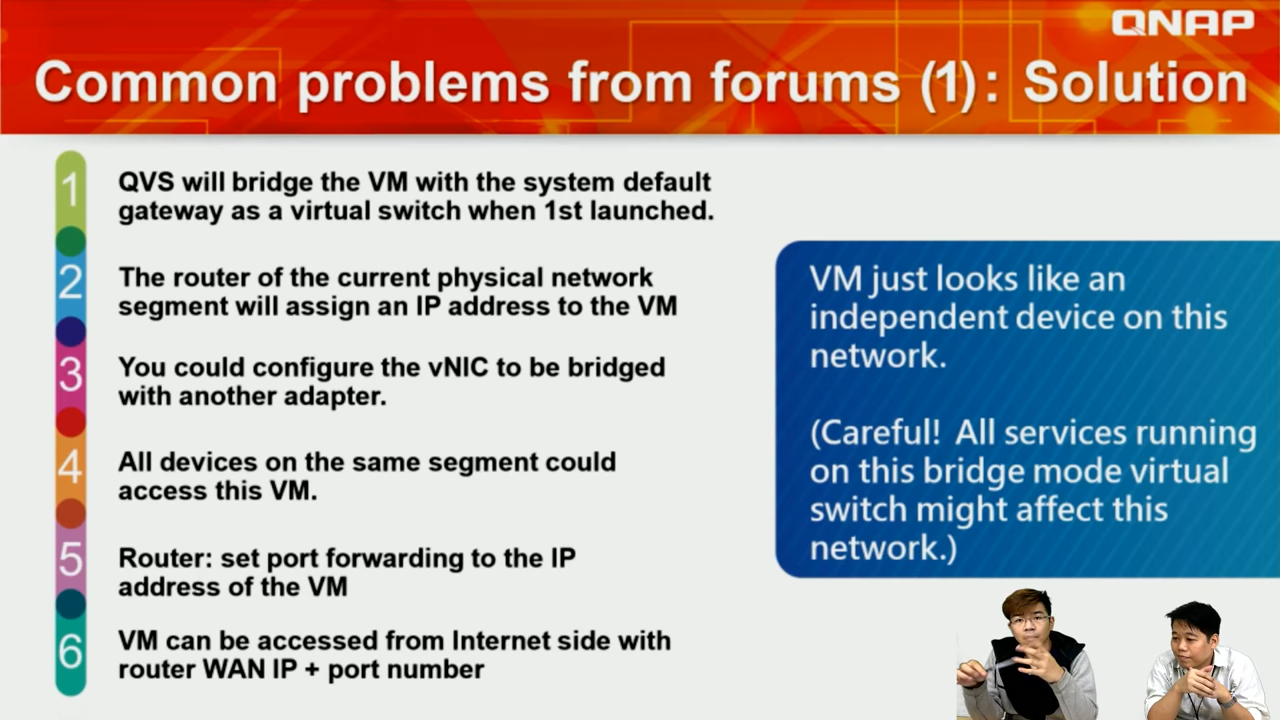 QNAP
Common problems from forums (1): Solution
1
QVS will bridge the VM with the system default
gateway as a virtual switch when 1st launched.
2
The router of the current physical network
segment will assign an IP address to the VM
3
You could configure the vNIC to be bridged
with another adapter.
4
All devices on the same segment could
access this VM.
5
Router: set port forwarding to the IP
address of the VM
6
VM can be accessed from Internet side with
router WAN IP + port number
VM just looks like an
independent device on this
network.
(Careful! All services running
on this bridge mode virtual
switch might affect this
network.)